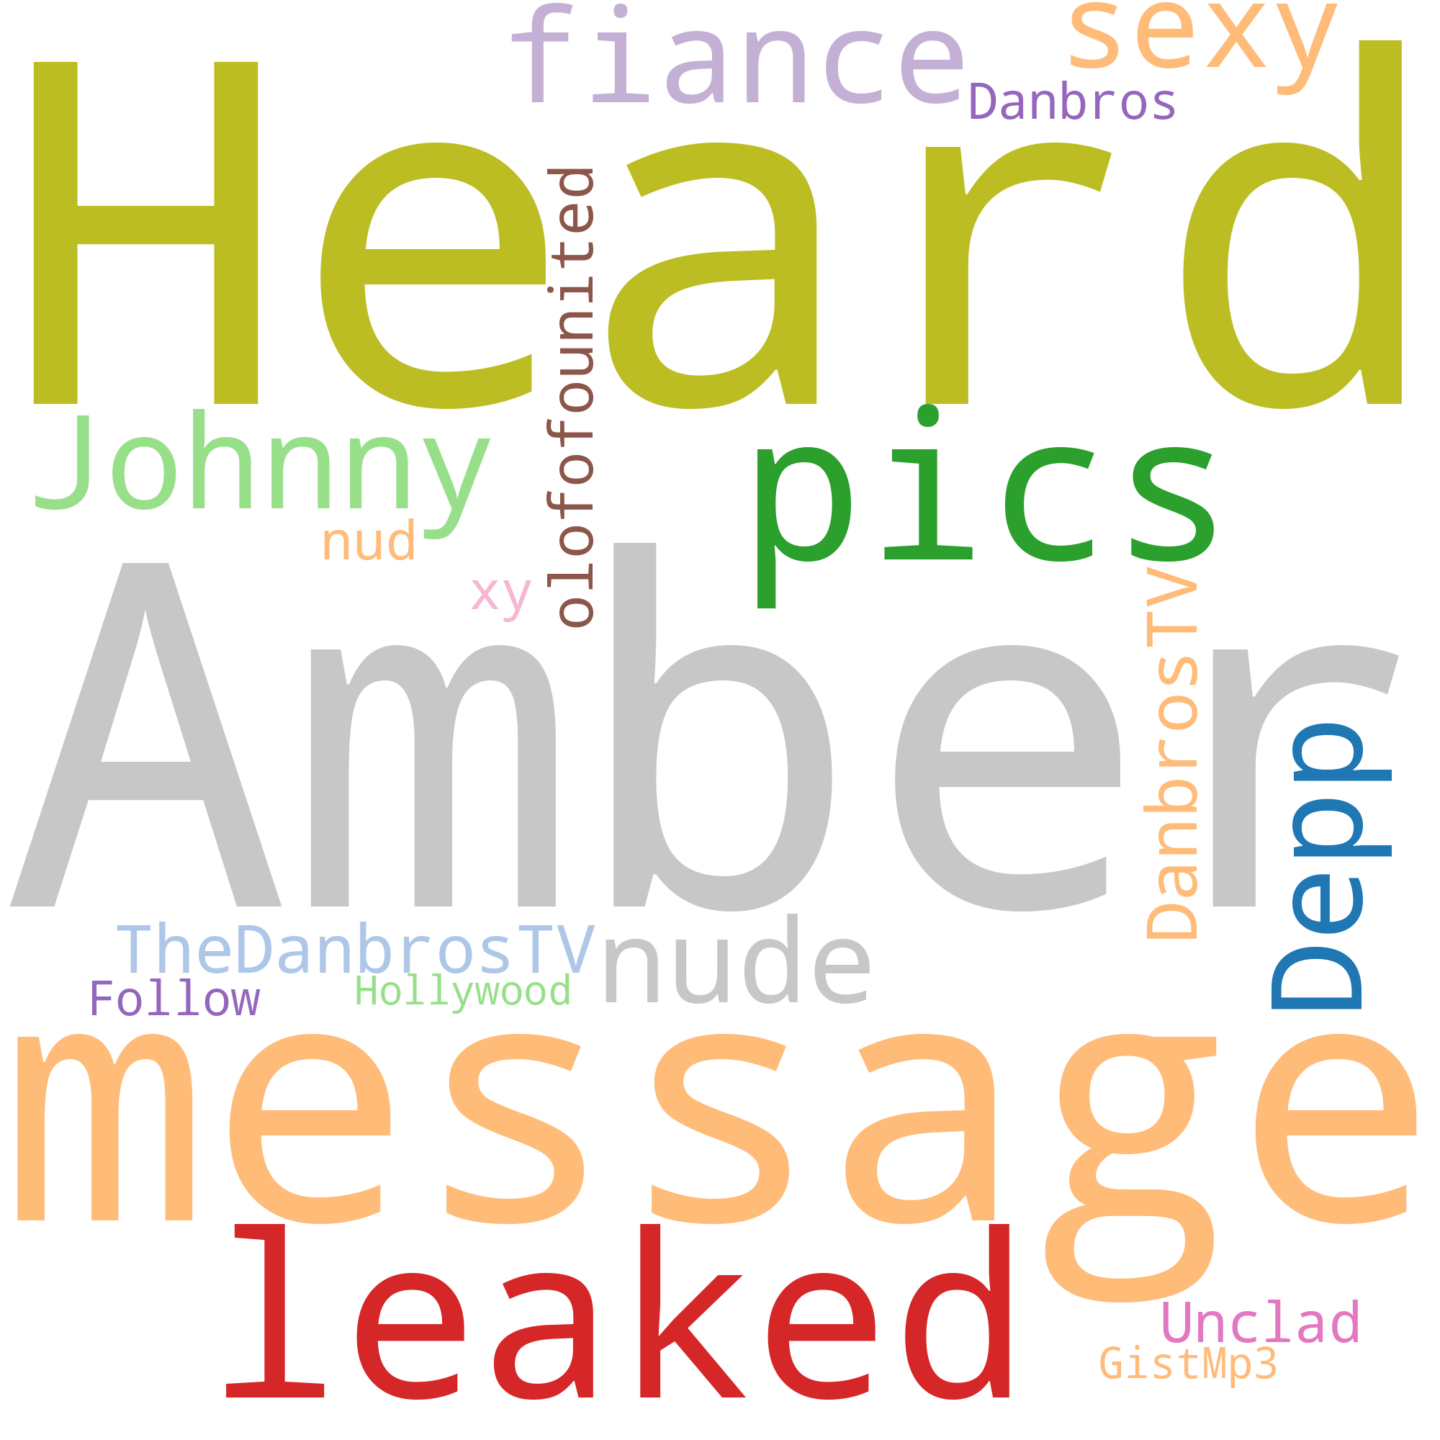 fiance
sexy
Danbros
Heard
olofofounited
Johnny
pics
nud
xy
Amber
DanbrosTV
Depp
TheDanbrosTV
nude
Follow
Hollywood
message
leaked
Unclad
GistMp3